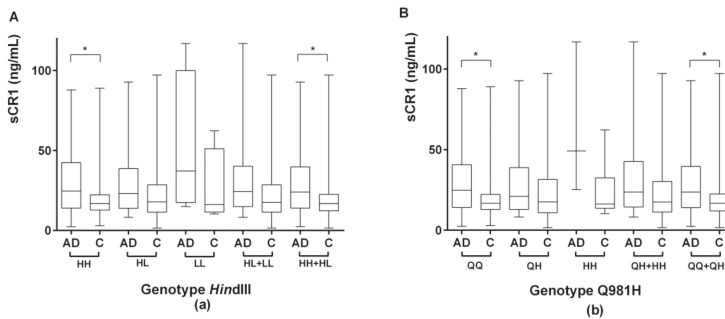 A
sCR1 (ng/mL)
100
50
0
*
*
AD C AD C AD C AD C AD C
HH HL LL HL+LL HH+HL
Genotype HindIII
(a)
B
sCR1 (ng/mL)
100
50
0
*
*
AD C AD C AD C AD C AD C
QQ QH HH QH+HH QQ+QH
Genotype Q981H
(b)